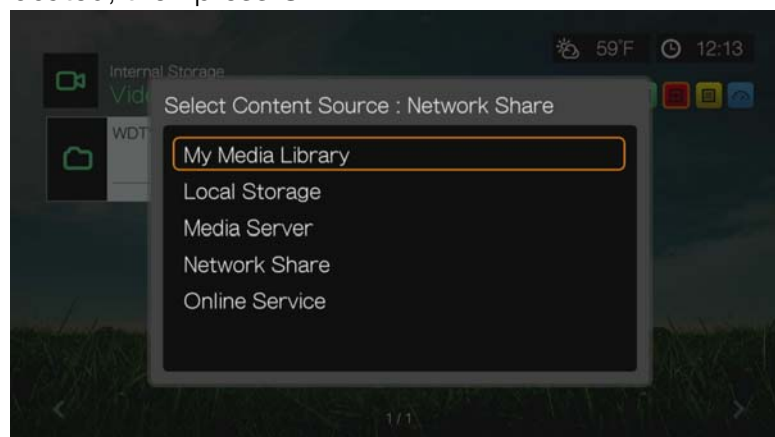 59°F 12:13
Internal Storage
Select Content Source : Network Share
WDT
My Media Library
Local Storage
Media Server
Network Share
Online Service
1/1